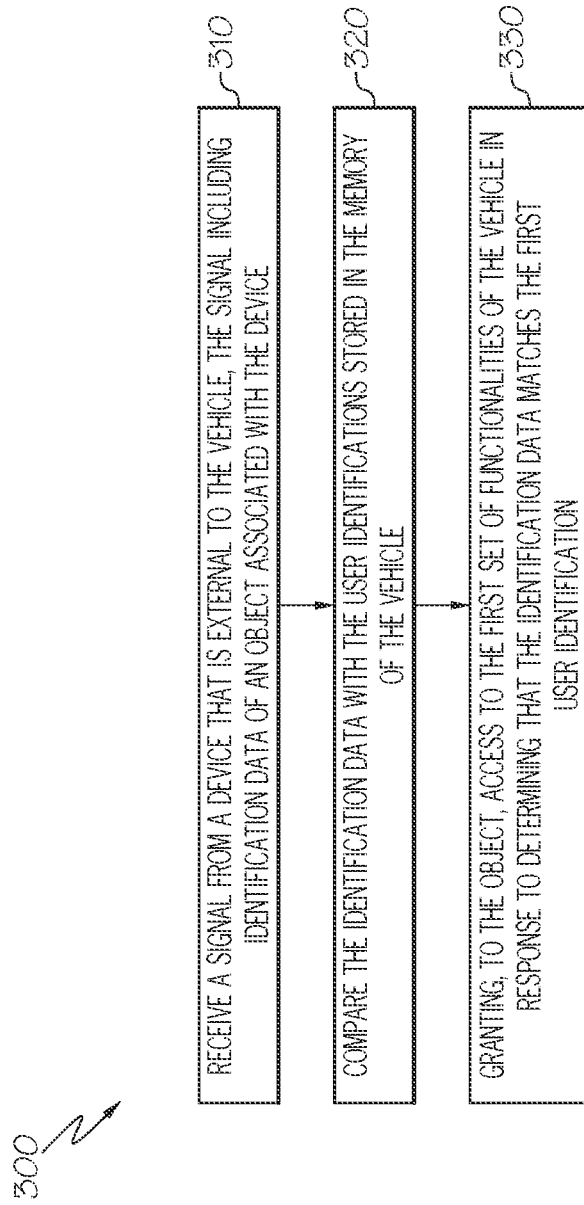 300
RECEIVE A SIGNAL FROM A DEVICE THAT IS EXTERNAL TO THE VEHICLE, THE SIGNAL INCLUDING
IDENTIFICATION DATA OF AN OBJECT ASSOCIATED WITH THE DEVICE
310
COMPARE THE IDENTIFICATION DATA WITH THE USER IDENTIFICATIONS STORED IN THE MEMORY
OF THE VEHICLE
320
GRANTING, TO THE OBJECT, ACCESS TO THE FIRST SET OF FUNCTIONALITIES OF THE VEHICLE IN
RESPONSE TO DETERMINING THAT THE IDENTIFICATION DATA MATCHES THE FIRST
USER IDENTIFICATION
330